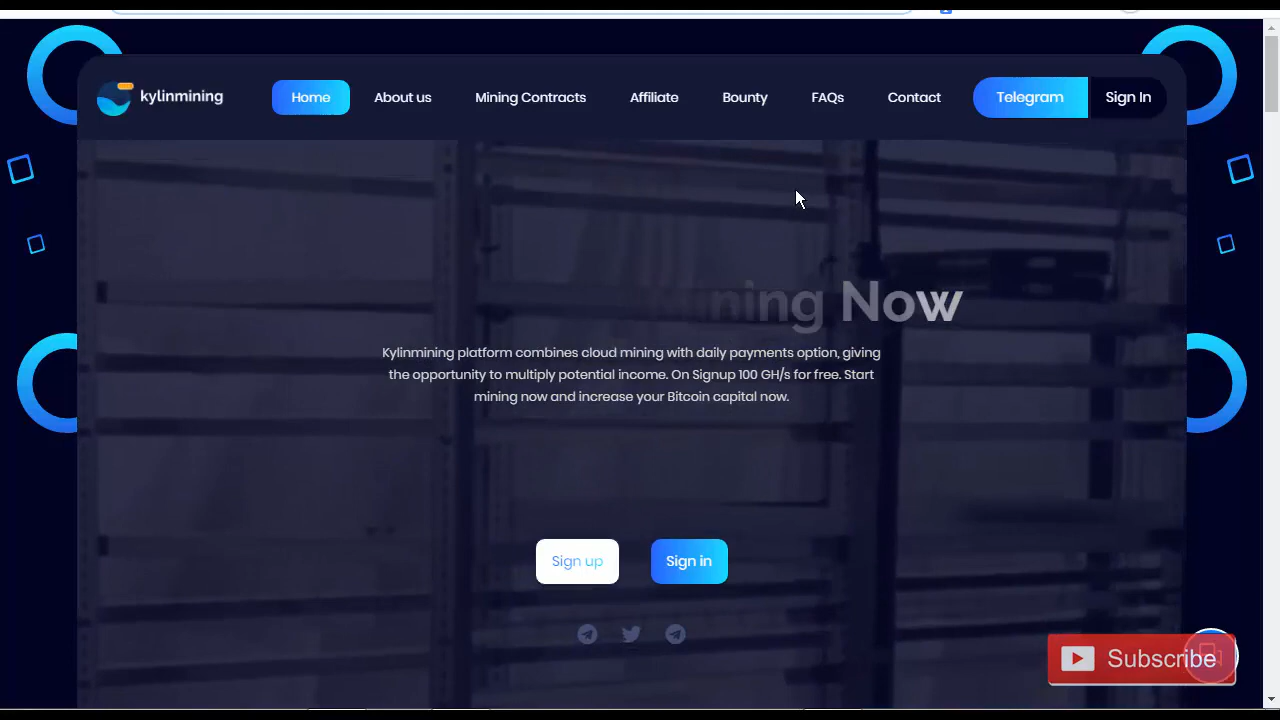 kylinmining
Home
About us
Mining Contracts
Affiliate
Bounty
FAQs
Contact
Telegram
Sign In
Mining Now
Kylinmining platform combines cloud mining with daily payments option, giving
the opportunity to multiply potential income. On Signup 100 GH/s for free. Start
mining now and increase your Bitcoin capital now.
Sign up
Sign in
Subscribe